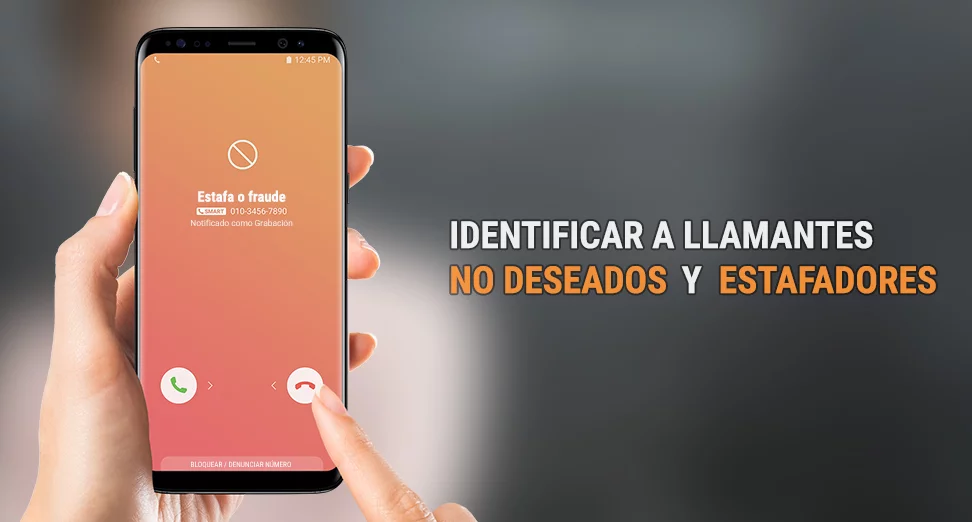 12:45 PM
Estafa o fraude
SMART 010-3456-7890
Notificado como Grabación
BLOQUEAR / DENUNCIAR NÚMERO
IDENTIFICAR A LLAMANTES
NO DESEADOS Y ESTAFADORES